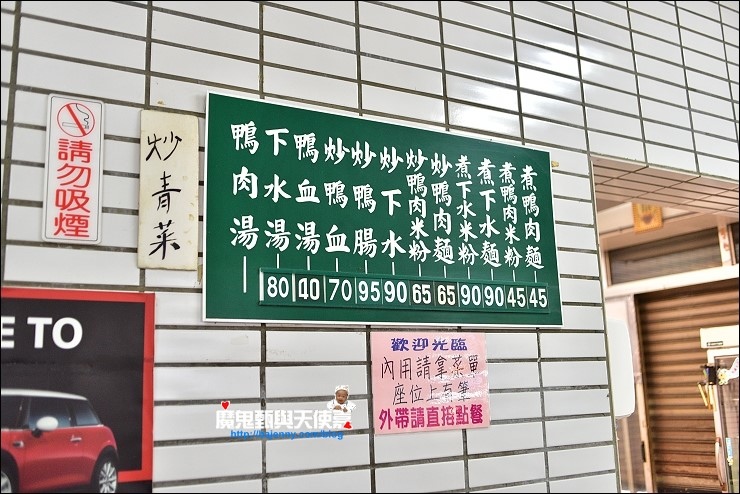 請勿吸煙
炒青菜
鴨肉湯
下水湯 80
鴨血湯 40
炒鴨血 70
炒鴨腸 95
炒下水 90
炒鴨肉米粉 65
炒鴨肉麵 65
煮下水米粉 90
煮下水麵 90
煮鴨肉米粉 45
煮鴨肉麵 45
歡迎光臨
內用請拿菜單
座位上有筆
外帶請直接點餐
E TO
魔鬼甄與天使嘉